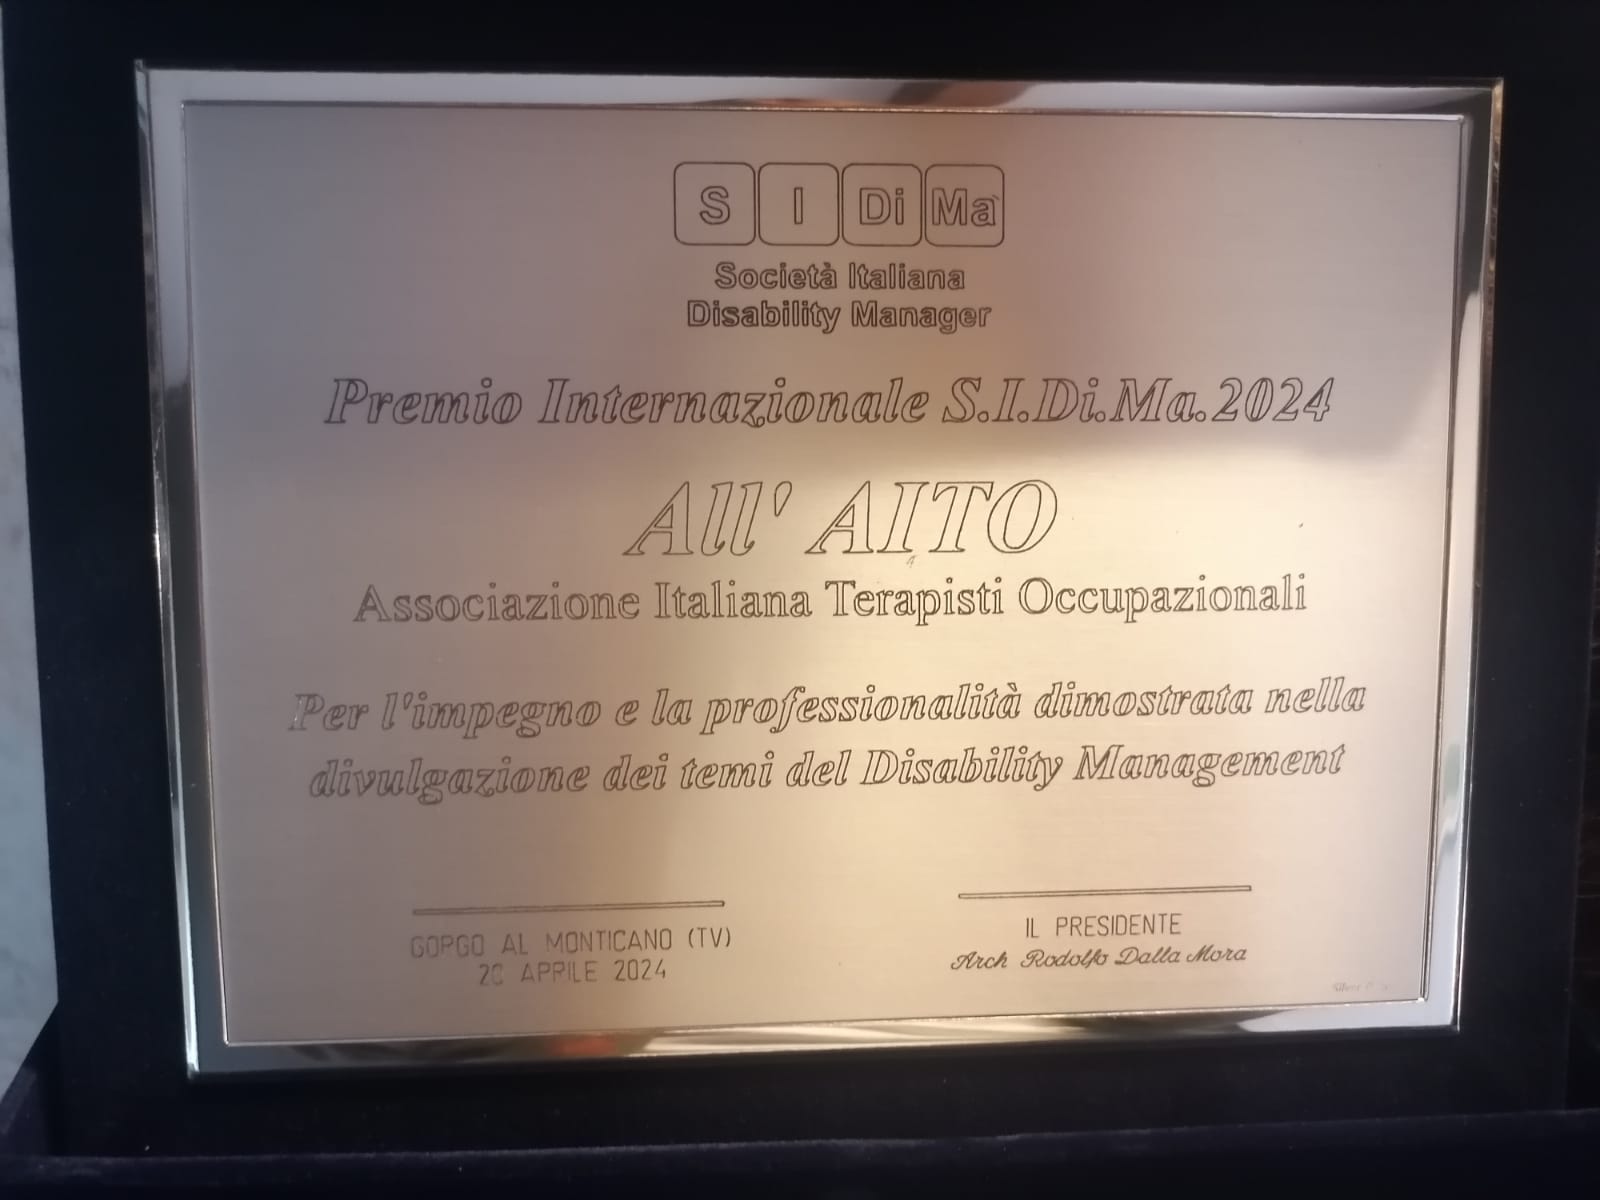 S I Di Ma
Società Italiana
Disability Manager
Premio Internazionale S.I.Di.Ma.2024
All' AITO
Associazione Italiana Terapisti Occupazionali
Per l'impegno e la professionalità dimostrata nella
divulgazione dei temi del Disability Management
GORGO AL MONTICANO (TV)
20 APRILE 2024
IL PRESIDENTE
Arch Rodolfo Dalla Mora
Silver